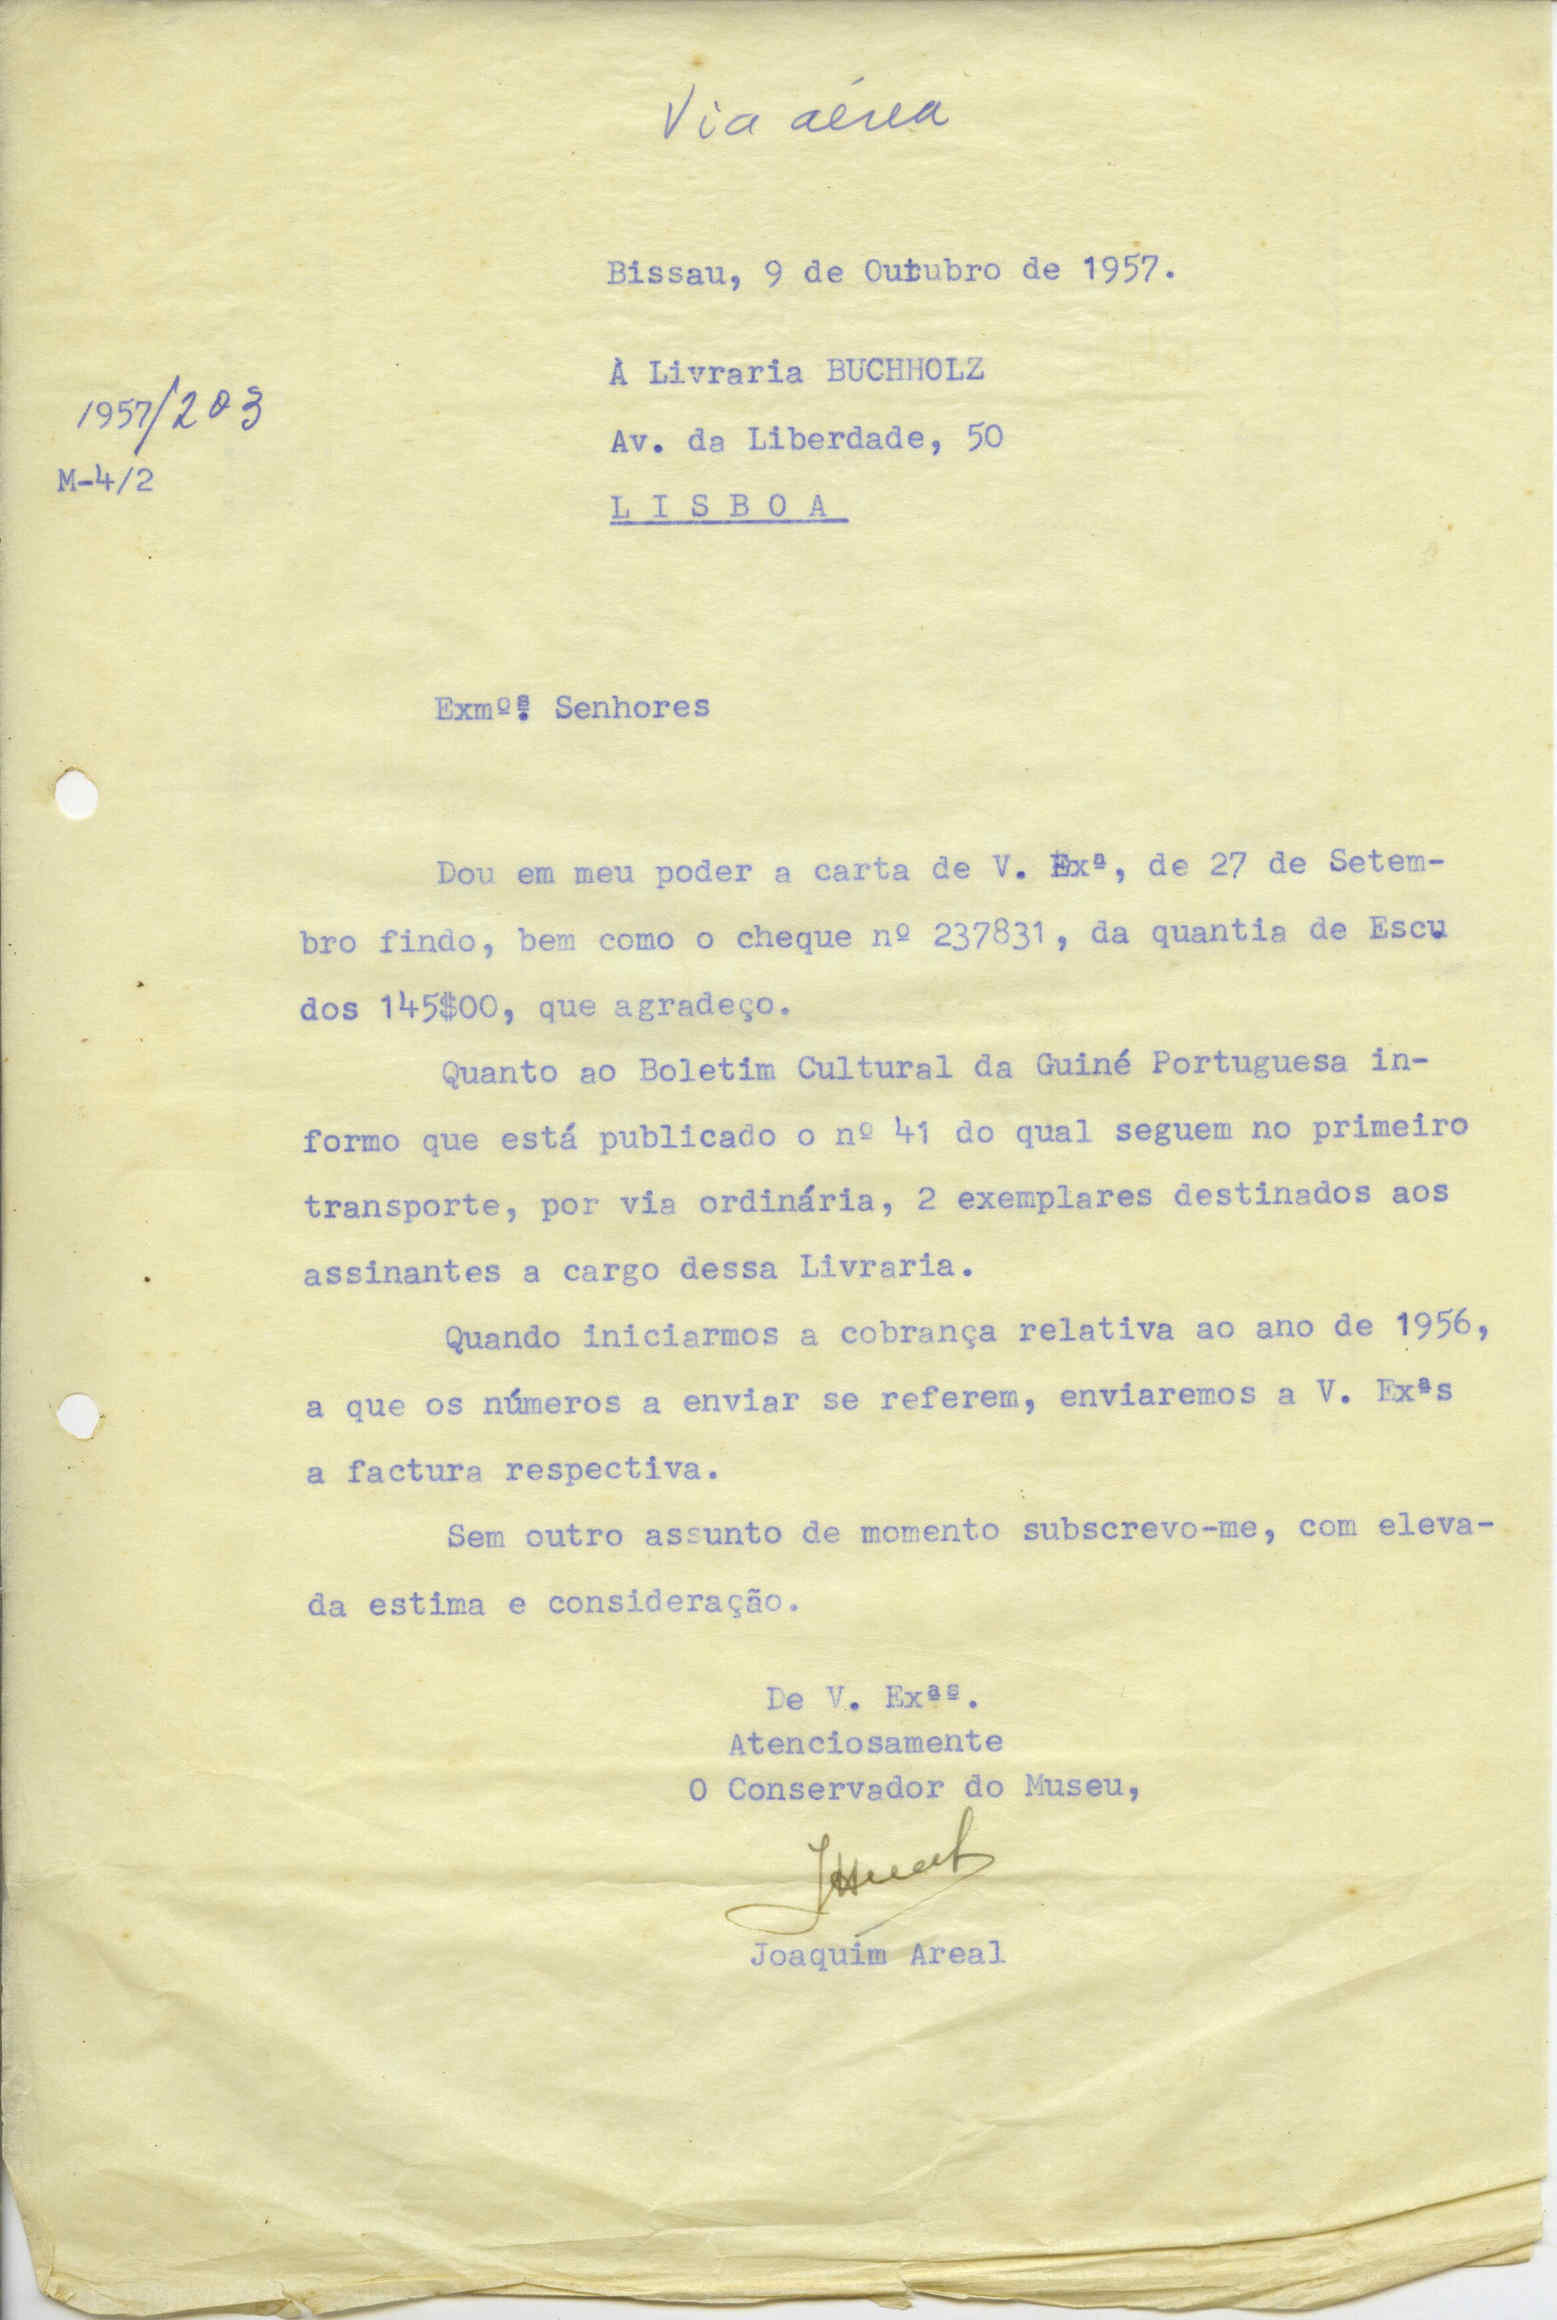 Via aérea
Bissau, 9 de Outubro de 1957.
À Livraria BUCHHOLZ
1957/203
Av. da Liberdade, 50
M-4/2
L I S B O A
Exmºs. Senhores
Dou em meu poder a carta de V. Exª, de 27 de Setem-
bro findo, bem como o cheque nº 237831, da quantia de Escu
dos 145$00, que agradeço.
Quanto ao Boletim Cultural da Guiné Portuguesa in-
formo que está publicado o nº 41 do qual seguem no primeiro
transporte, por via ordinária, 2 exemplares destinados aos
assinantes a cargo dessa Livraria.
Quando iniciarmos a cobrança relativa ao ano de 1956,
a que os números a enviar se referem, enviaremos a V. Exªs
a factura respectiva.
Sem outro assunto de momento subscrevo-me, com eleva-
da estima e consideração.
De V. Exªs.
Atenciosamente
O Conservador do Museu,
Joaquim Areal